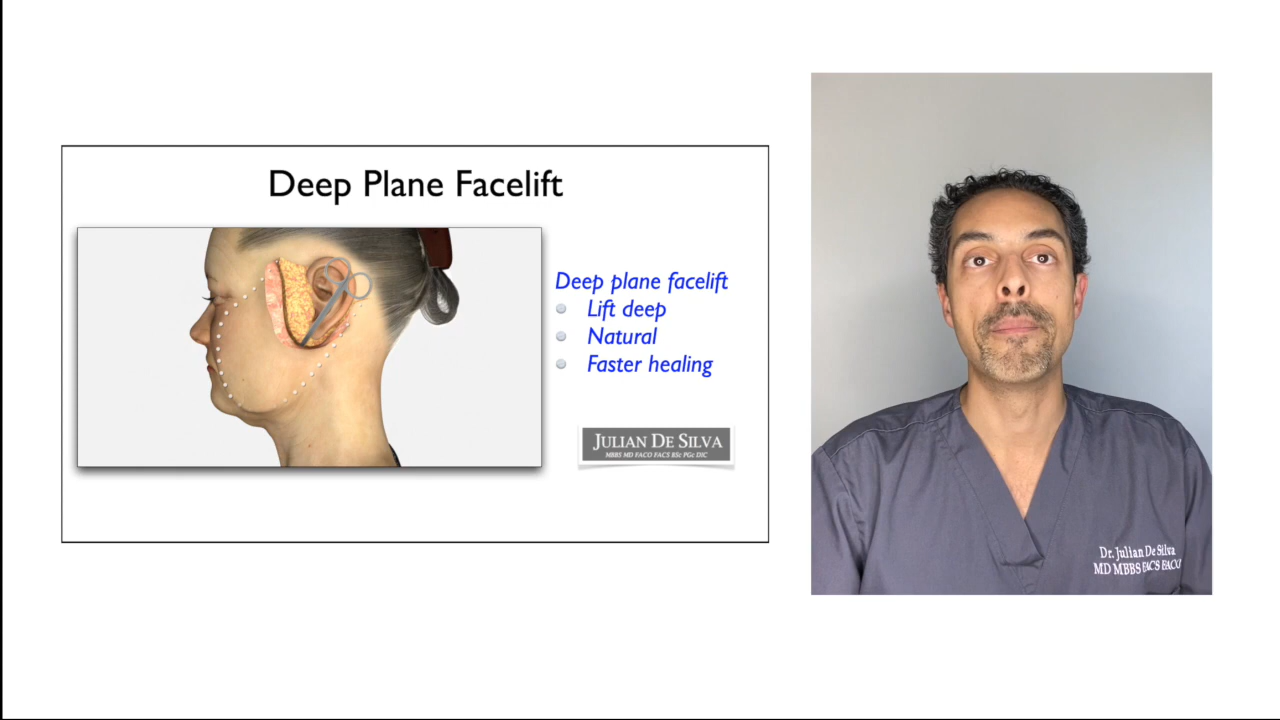 Deep Plane Facelift
Deep plane facelift
Lift deep
Natural
Faster healing
JULIAN DE SILVA
MBBS MD FACO FACS BSc PGc DIC
Dr. Julian De Silva
MD MBBS FACS FACO